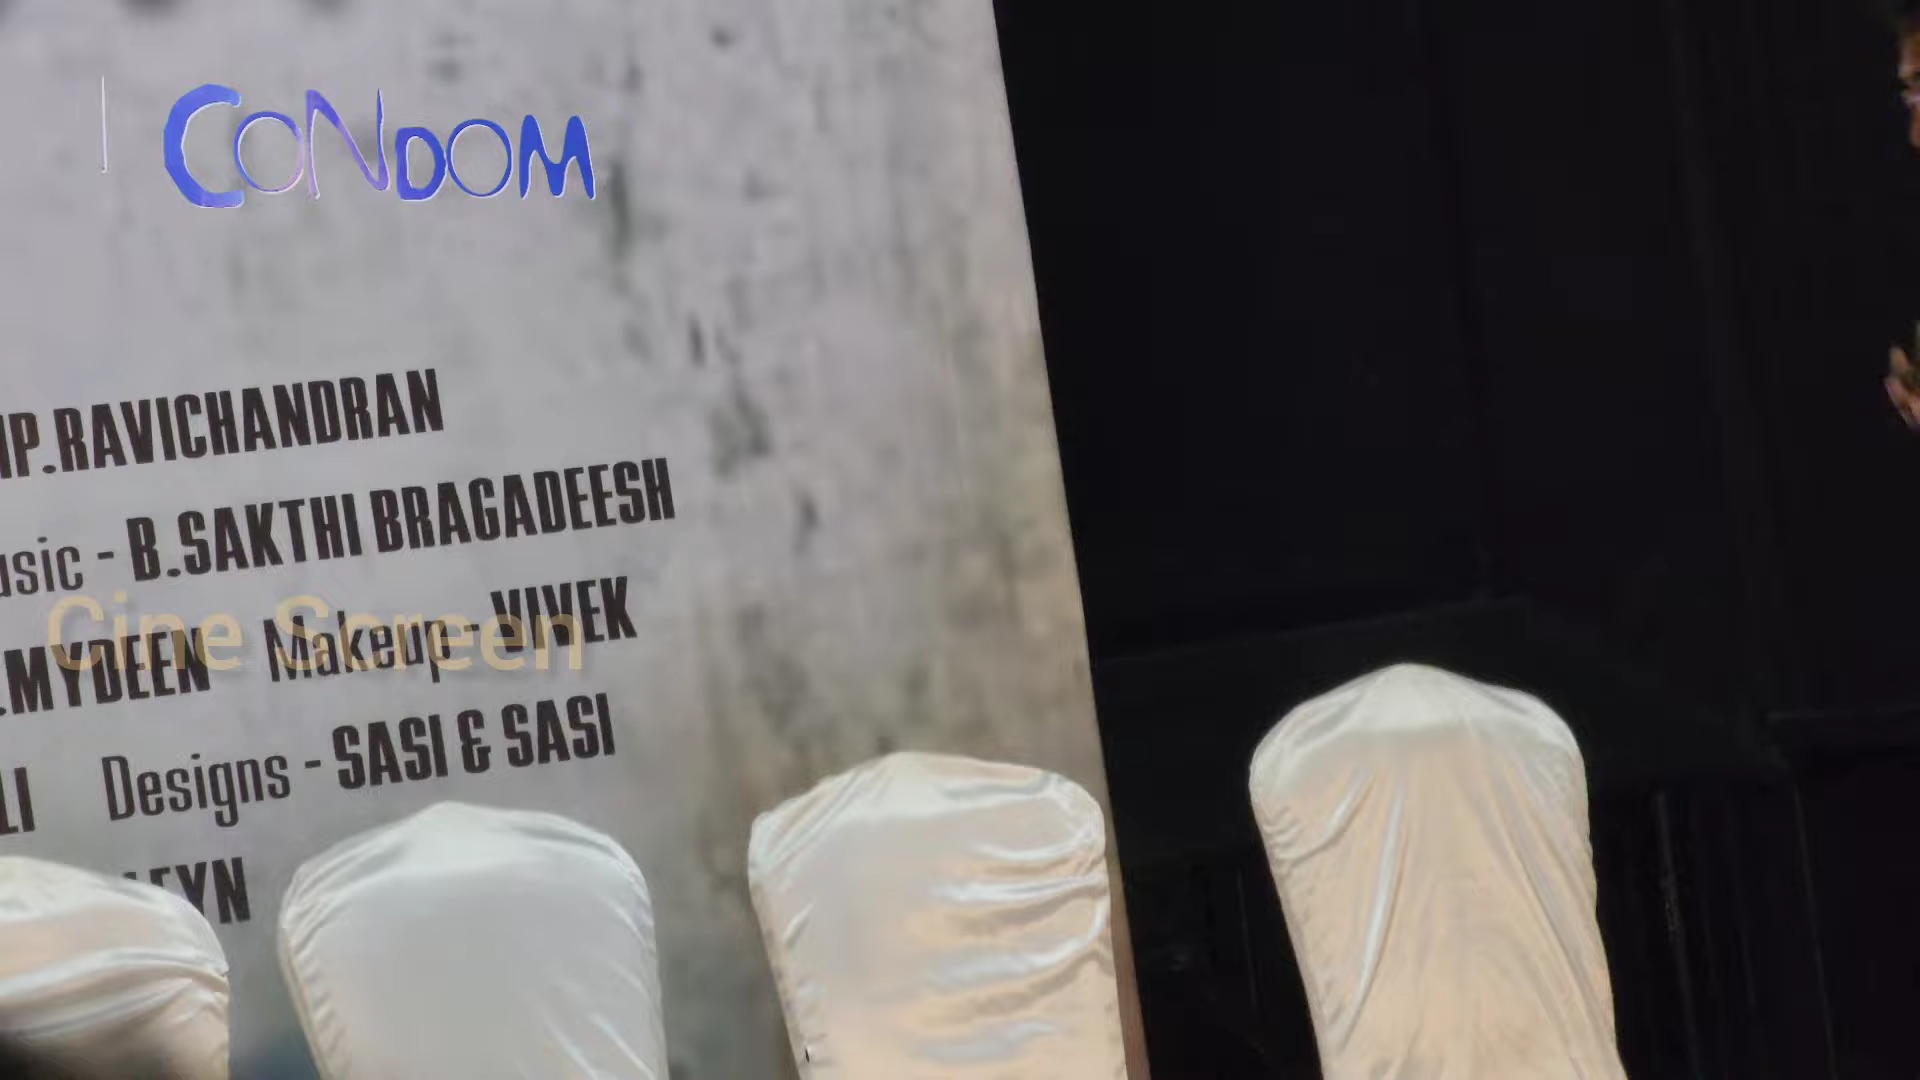 CONDOM
P.RAVICHANDRAN
usic - B.SAKTHI BRAGADEESH
.MYDEEN Makeup- VIVEK
Cine Screen
LI Designs - SASI & SASI
EYN